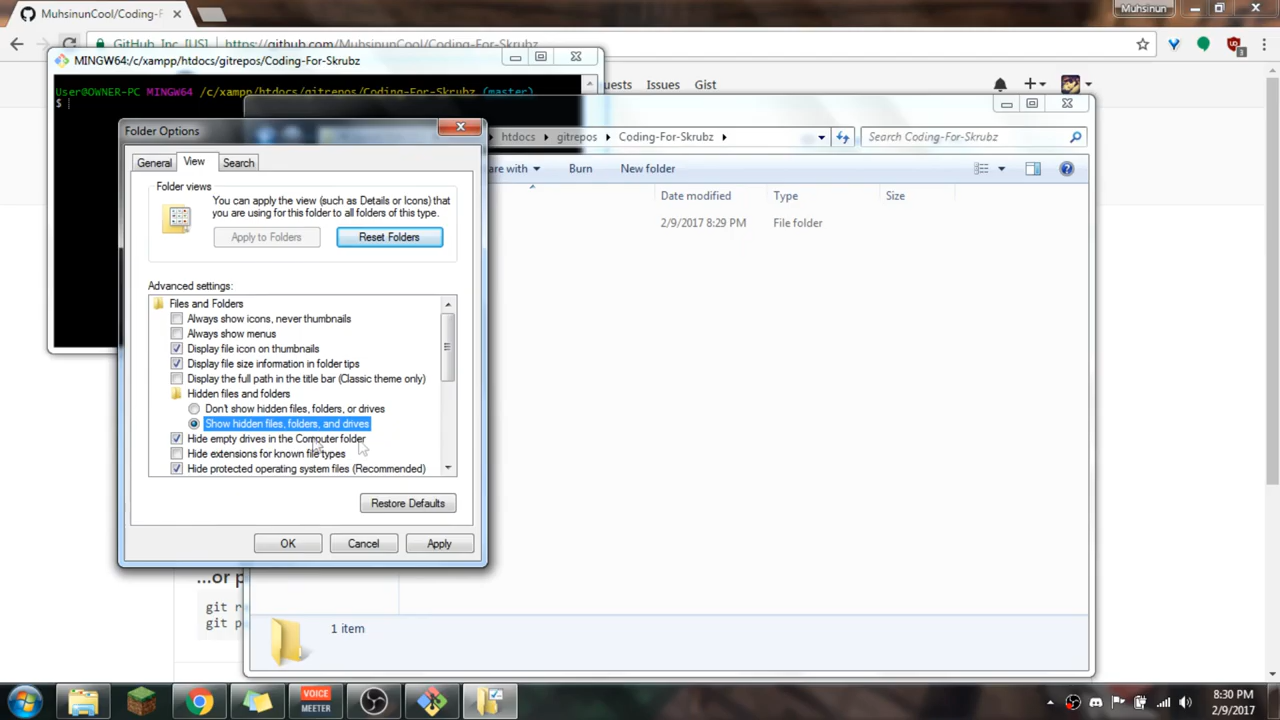 MuhsinunCool/Coding-F
Muhsinun
GitHub, Inc. [US]
https://github.com/MuhsinunCool/Coding-For-Skrubz
3
MINGW64:/c/xampp/htdocs/gitrepos/Coding-For-Skrubz
User@OWNER-PC MINGW64 /c/xampp/htdocs/gitrepos/Coding-For-Skrubz (master)
$
uests
Issues
Gist
htdocs
gitrepos
Coding-For-Skrubz
Search Coding-For-Skrubz
are with
Burn
New folder
Date modified
Type
Size
2/9/2017 8:29 PM
File folder
Folder Options
General
View
Search
Folder views
You can apply the view (such as Details or Icons) that
you are using for this folder to all folders of this type.
Apply to Folders
Reset Folders
Advanced settings:
Files and Folders
Always show icons, never thumbnails
Always show menus
Display file icon on thumbnails
Display file size information in folder tips
Display the full path in the title bar (Classic theme only)
Hidden files and folders
Don't show hidden files, folders, or drives
Show hidden files, folders, and drives
Hide empty drives in the Computer folder
Hide extensions for known file types
Hide protected operating system files (Recommended)
Restore Defaults
OK
Cancel
Apply
...or p
git r
git p
1 item
VOICE
MEETER
8:30 PM
2/9/2017